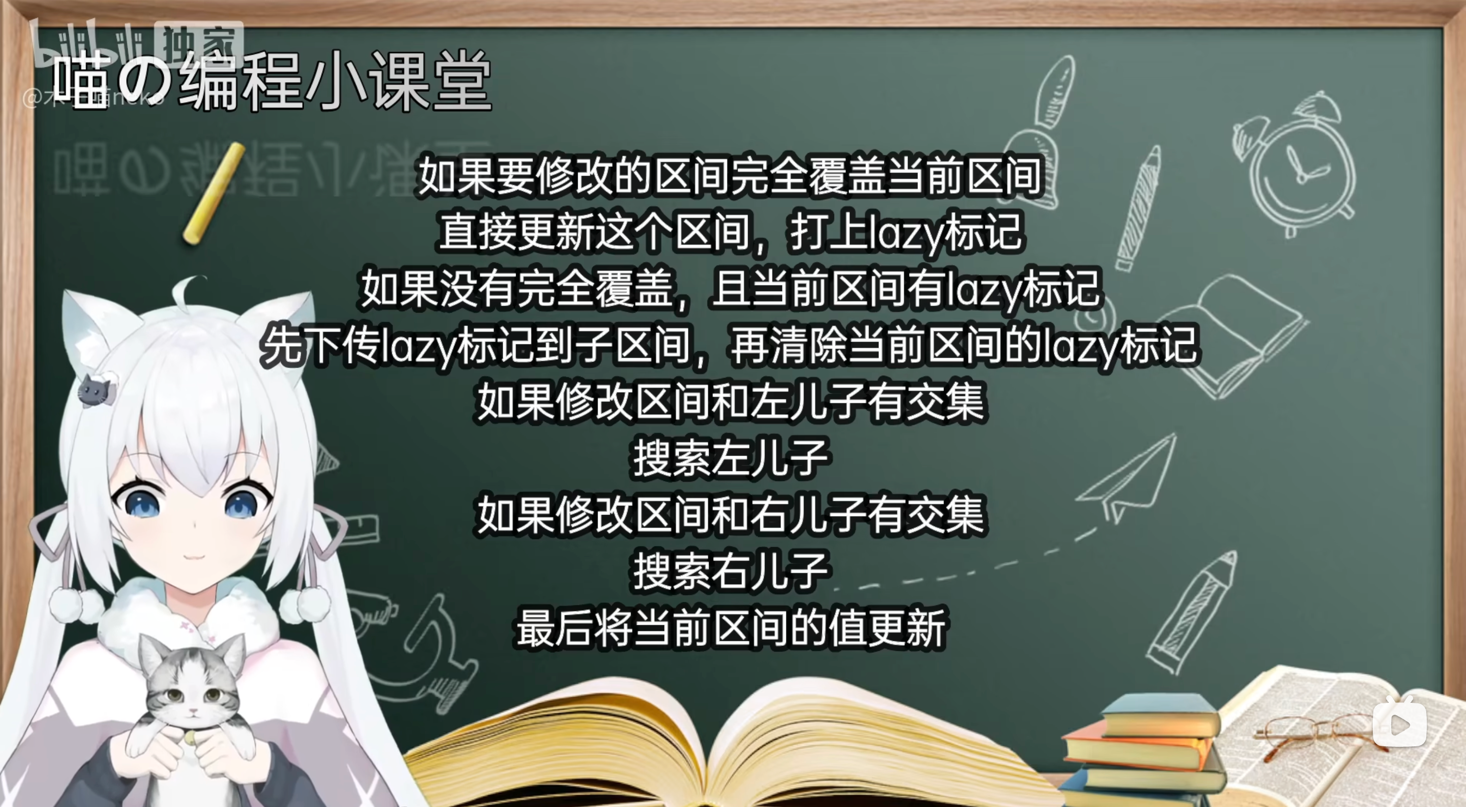 bilibili 独家
喵の编程小课堂
如果要修改的区间完全覆盖当前区间
直接更新这个区间，打上lazy标记
如果没有完全覆盖，且当前区间有lazy标记
先下传lazy标记到子区间，再清除当前区间的lazy标记
如果修改区间和左儿子有交集
搜索左儿子
如果修改区间和右儿子有交集
搜索右儿子
最后将当前区间的值更新